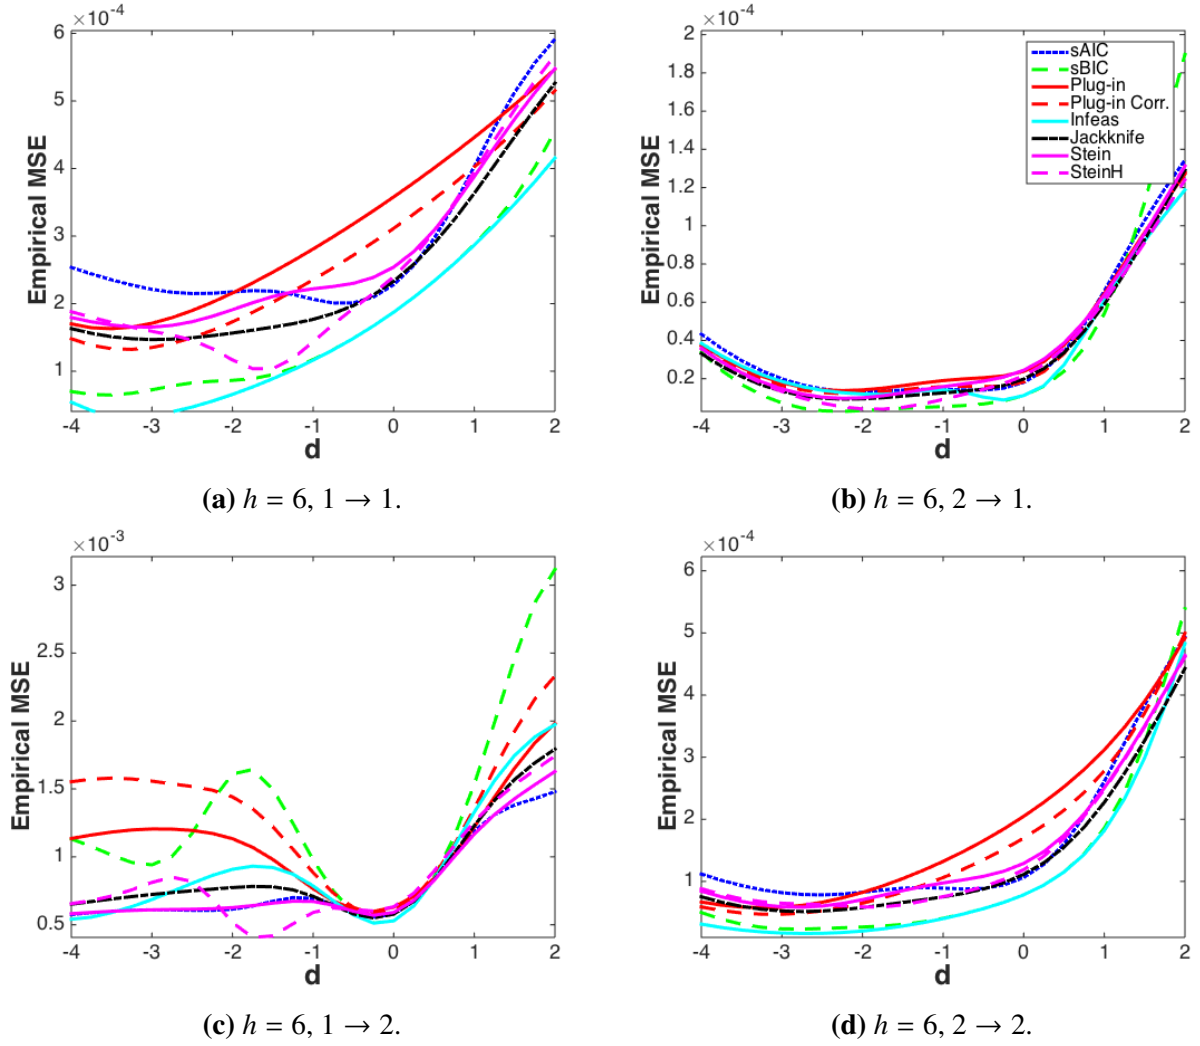 ×10⁻⁴
6
5
4
3
2
1
Empirical MSE
-4 -3 -2 -1 0 1 2
d
(a) h = 6, 1 → 1.
×10⁻⁴
2
1.8
1.6
1.4
1.2
1
0.8
0.6
0.4
0.2
Empirical MSE
-4 -3 -2 -1 0 1 2
d
sAIC
sBIC
Plug-in
Plug-in Corr.
Infeas
Jackknife
Stein
SteinH
(b) h = 6, 2 → 1.
×10⁻³
3
2.5
2
1.5
1
0.5
Empirical MSE
-4 -3 -2 -1 0 1 2
d
(c) h = 6, 1 → 2.
×10⁻⁴
6
5
4
3
2
1
Empirical MSE
-4 -3 -2 -1 0 1 2
d
(d) h = 6, 2 → 2.